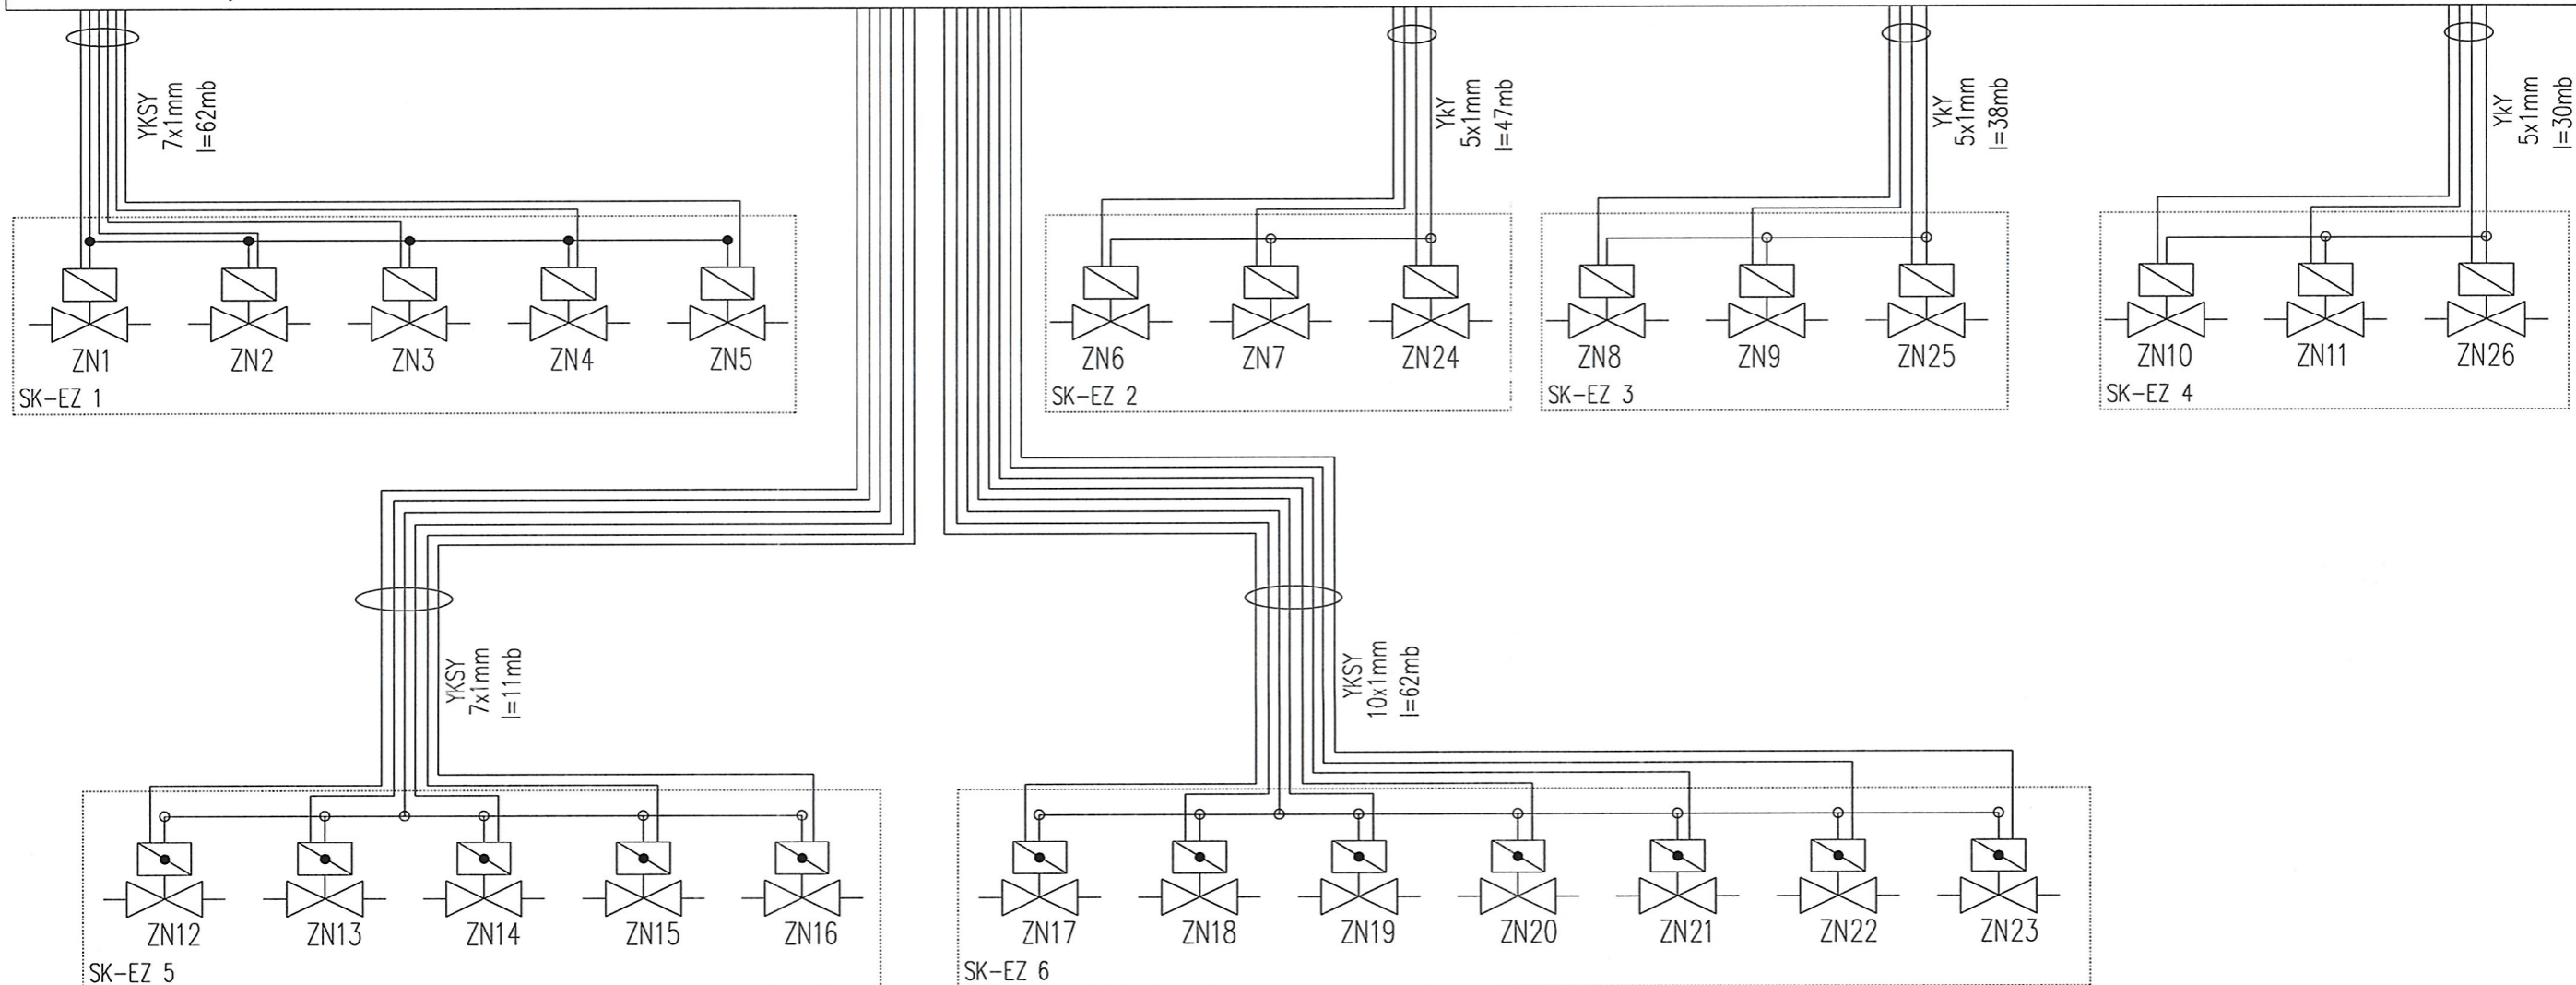 YKSY
7x1mm
l=62mb
YkY
5x1mm
l=47mb
YkY
5x1mm
l=38mb
YkY
5x1mm
l=30mb
ZN1 ZN2 ZN3 ZN4 ZN5
SK-EZ 1
ZN6 ZN7 ZN24
SK-EZ 2
ZN8 ZN9 ZN25
SK-EZ 3
ZN10 ZN11 ZN26
SK-EZ 4
YKSY
7x1mm
l=11mb
YKSY
10x1mm
l=62mb
ZN12 ZN13 ZN14 ZN15 ZN16
SK-EZ 5
ZN17 ZN18 ZN19 ZN20 ZN21 ZN22 ZN23
SK-EZ 6